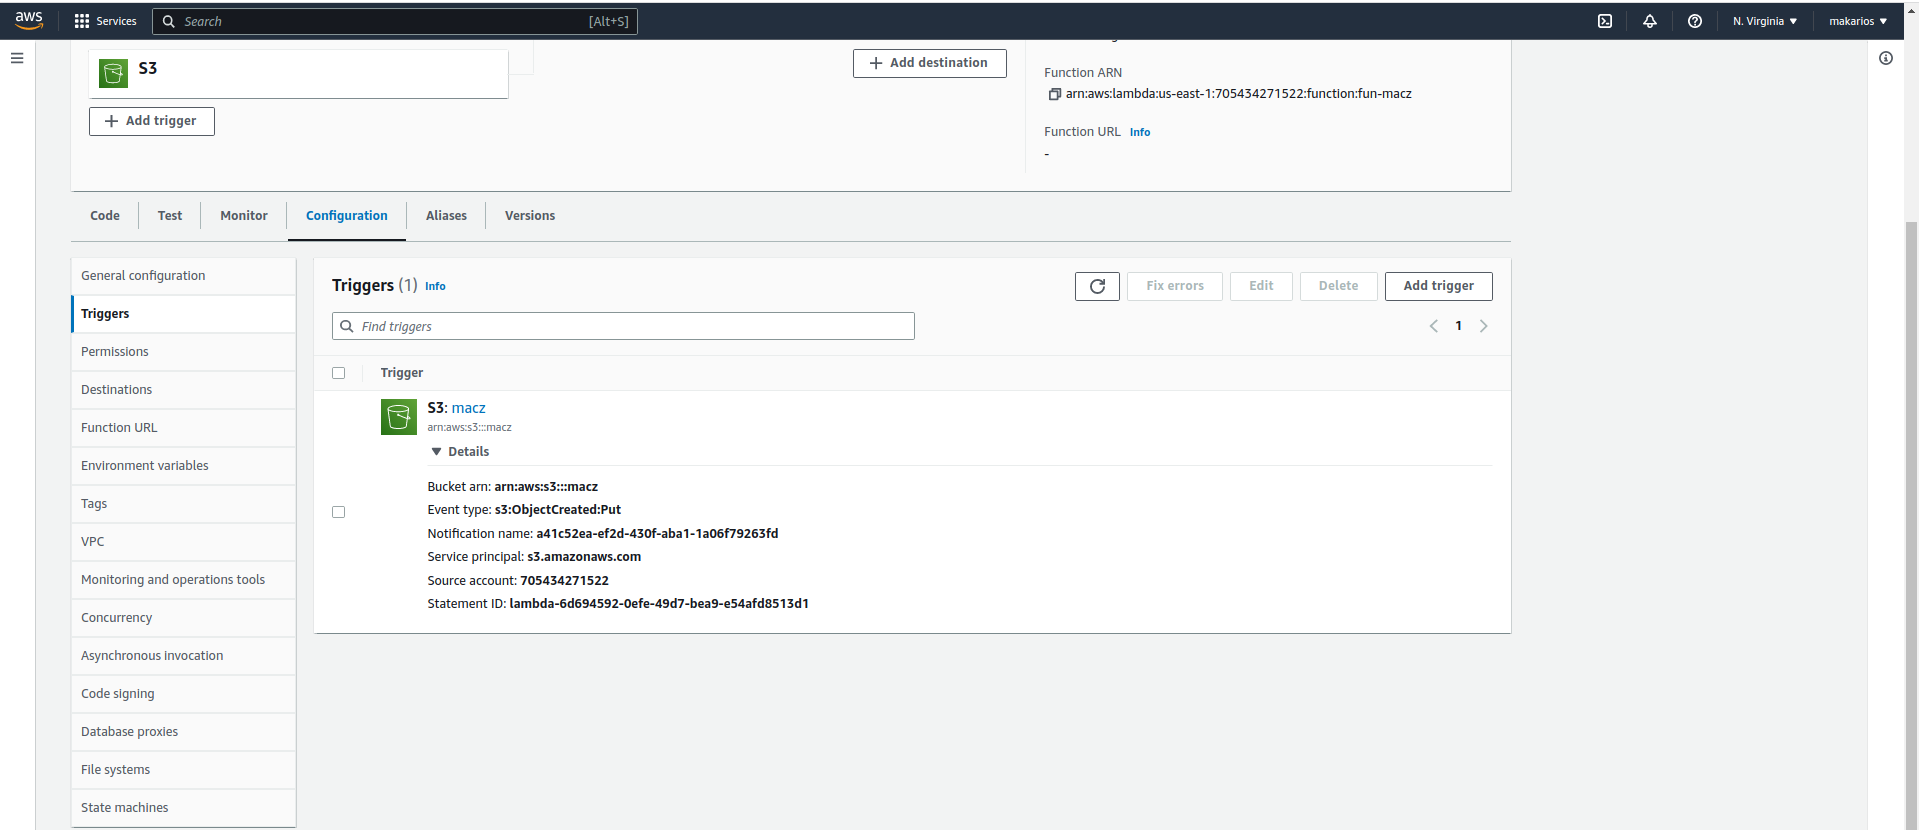 aws Services Search [Alt+S] N. Virginia makarios
S3
Add trigger
Add destination
Function ARN
arn:aws:lambda:us-east-1:705434271522:function:fun-macz
Function URL Info
-
Code Test Monitor Configuration Aliases Versions
General configuration
Triggers
Permissions
Destinations
Function URL
Environment variables
Tags
VPC
Monitoring and operations tools
Concurrency
Asynchronous invocation
Code signing
Database proxies
File systems
State machines
Triggers (1) Info
Fix errors Edit Delete Add trigger
Find triggers
1
Trigger
S3: macz
arn:aws:s3:::macz
Details
Bucket arn: arn:aws:s3:::macz
Event type: s3:ObjectCreated:Put
Notification name: a41c52ea-ef2d-430f-aba1-1a06f79263fd
Service principal: s3.amazonaws.com
Source account: 705434271522
Statement ID: lambda-6d694592-0efe-49d7-bea9-e54afd8513d1